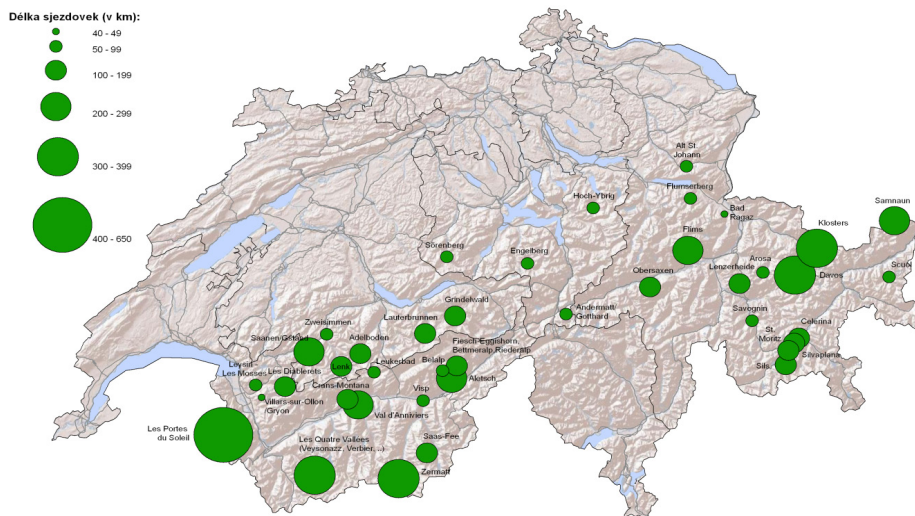 Délka sjezdovek (v km):
40 - 49
50 - 99
100 - 199
200 - 299
300 - 399
400 - 650
Alt St.
Johann
Flumserberg
Hoch-Ybrig
Bad
Ragaz
Samnaun
Klosters
Flims
Sörenberg
Engelberg
Arosa
Lenzerheide
Davos
Scuol
Obersaxen
Grindelwald
Andermatt/
Gotthard
Savognin
Lauterbrunnen
Zweisimmen
Saanen/Gstaad
Adelboden
St.
Moritz
Celerina
Silvaplana
Sils
Fiesch-Eggishorn
Bettmeralp,Riederalp
Belalp
Leukerbad
Lenk
Leysin
Les Mosses
Les Diablerets
Aletsch
Crans-Montana
Visp
Villars-sur-Ollon
/Gryon
Val d'Anniviers
Les Portes
du Soleil
Les Quatre Vallées
(Veysonazz, Verbier,...)
Saas-Fee
Zermatt